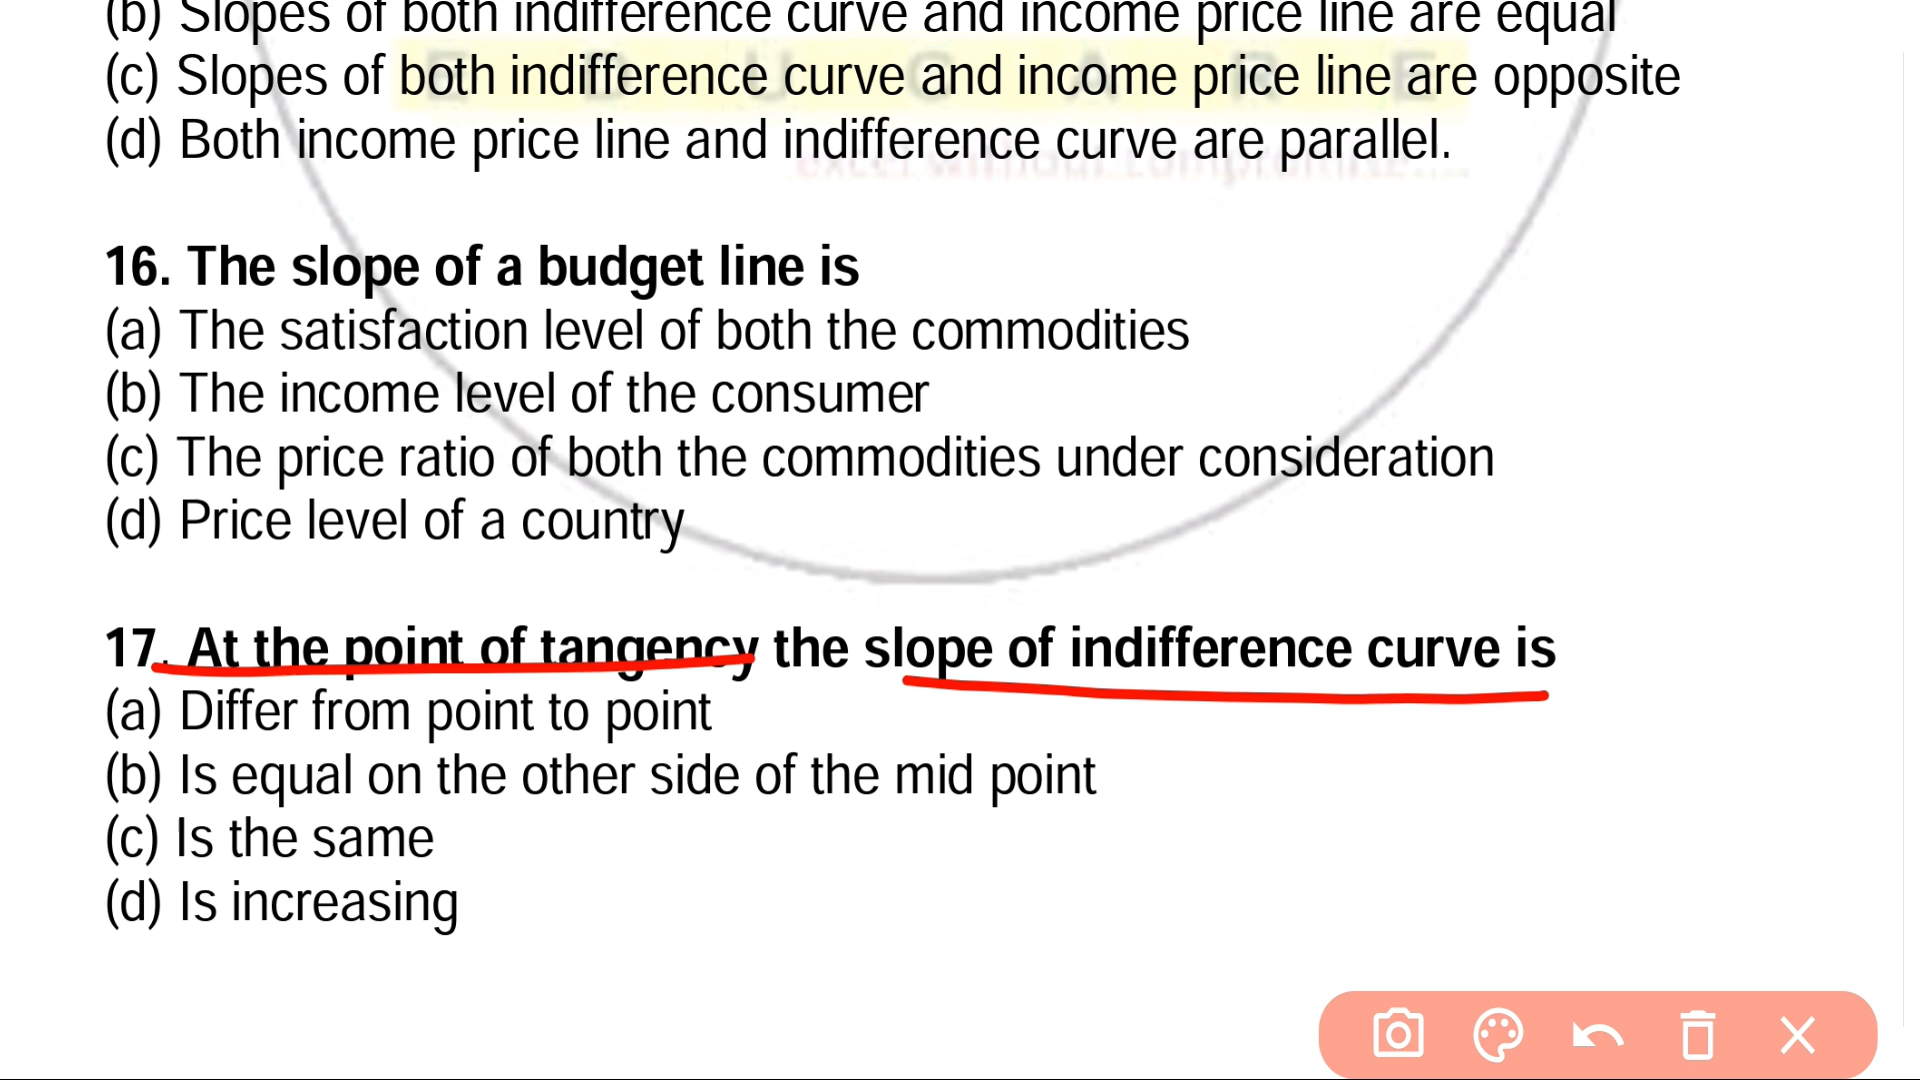 (b) Slopes of both indifference curve and income price line are equal
(c) Slopes of both indifference curve and income price line are opposite
E D U C A R E
(d) Both income price line and indifference curve are parallel.
excel without compromise....
16. The slope of a budget line is
(a) The satisfaction level of both the commodities
(b) The income level of the consumer
(c) The price ratio of both the commodities under consideration
(d) Price level of a country
17. At the point of tangency the slope of indifference curve is
(a) Differ from point to point
(b) Is equal on the other side of the mid point
(c) Is the same
(d) Is increasing